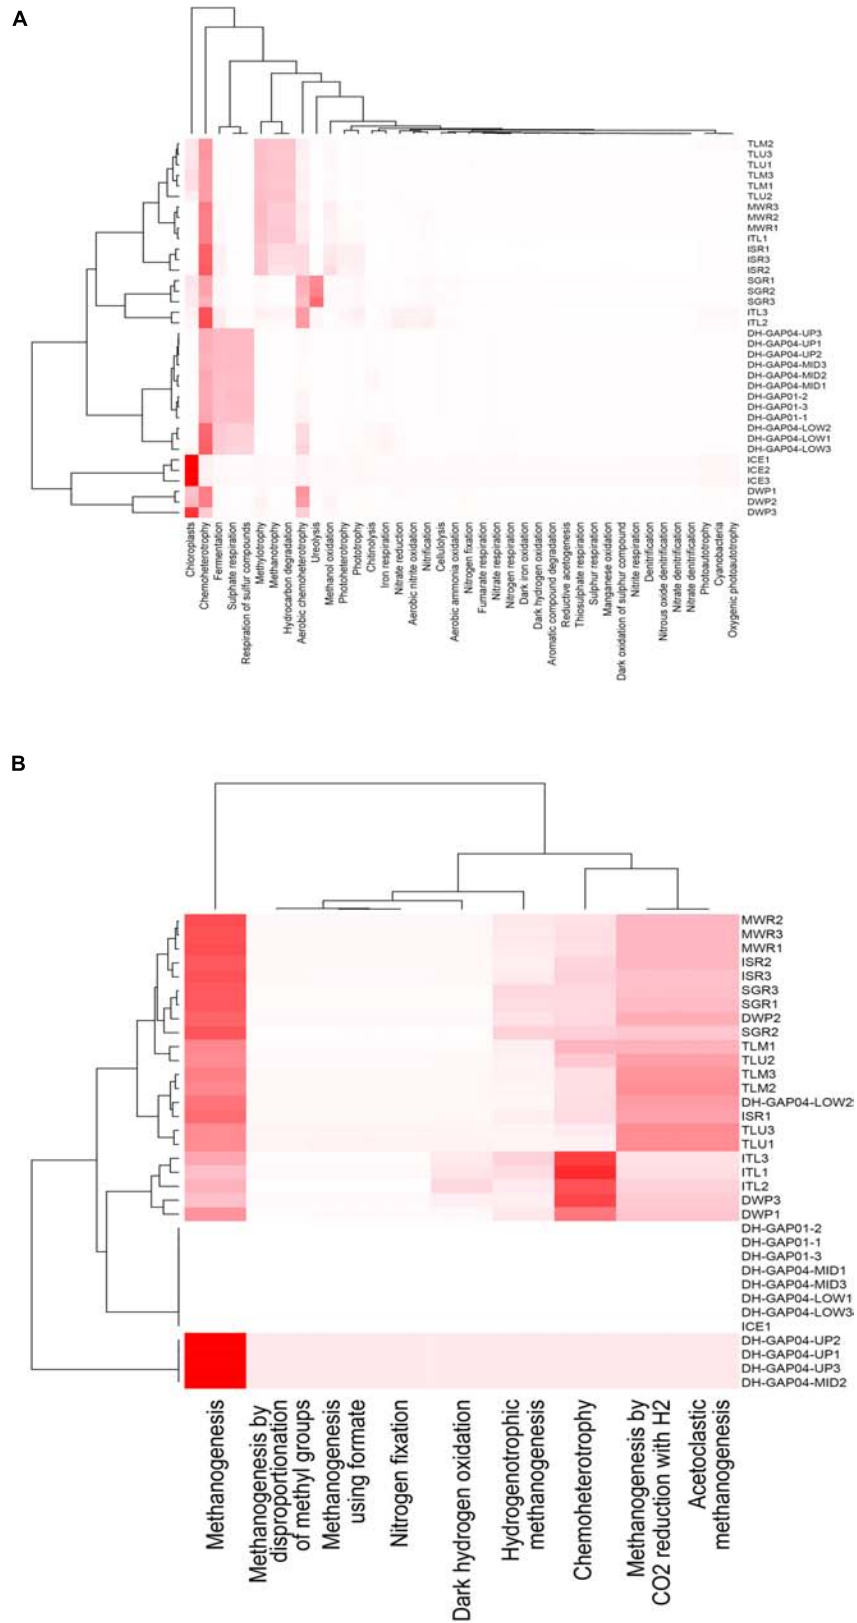 A
TLM2
TLU3
TLU1
TLM3
TLM1
TLU2
MWR3
MWR2
MWR1
ITL1
ISR1
ISR3
ISR2
SGR1
SGR2
SGR3
ITL3
ITL2
DH-GAP04-UP3
DH-GAP04-UP1
DH-GAP04-UP2
DH-GAP04-MID3
DH-GAP04-MID2
DH-GAP04-MID1
DH-GAP01-2
DH-GAP01-3
DH-GAP01-1
DH-GAP04-LOW2
DH-GAP04-LOW1
DH-GAP04-LOW3
ICE1
ICE2
ICE3
DWP1
DWP2
DWP3
Chloroplasts
Chemoheterotrophy
Fermentation
Sulphate respiration
Respiration of sulfur compounds
Methylotrophy
Methanotrophy
Hydrocarbon degradation
Aerobic chemoheterotrophy
Ureolysis
Methanol oxidation
Photoheterotrophy
Phototrophy
Chitinolysis
Iron respiration
Nitrate reduction
Aerobic nitrite oxidation
Nitrification
Cellulolysis
Aerobic ammonia oxidation
Nitrogen fixation
Fumarate respiration
Nitrate respiration
Nitrogen respiration
Dark iron oxidation
Dark hydrogen oxidation
Aromatic compound degradation
Reductive acetogenesis
Thiosulphate respiration
Sulphur respiration
Manganese oxidation
Dark oxidation of sulphur compound
Nitrite respiration
Denitrification
Nitrous oxide denitrification
Nitrate denitrification
Nitrate denitrification
Photoautotrophy
Cyanobacteria
Oxygenic photoautotrophy
B
MWR2
MWR3
MWR1
ISR2
ISR3
SGR3
SGR1
DWP2
SGR2
TLM1
TLU2
TLM3
TLM2
DH-GAP04-LOW2
ISR1
TLU3
TLU1
ITL3
ITL1
ITL2
DWP3
DWP1
DH-GAP01-2
DH-GAP01-1
DH-GAP01-3
DH-GAP04-MID1
DH-GAP04-MID3
DH-GAP04-LOW1
DH-GAP04-LOW3
ICE1
DH-GAP04-UP2
DH-GAP04-UP1
DH-GAP04-UP3
DH-GAP04-MID2
Methanogenesis
Methanogenesis by
disproportionation
of methyl groups
Methanogenesis
using formate
Nitrogen fixation
Dark hydrogen oxidation
Hydrogenotrophic
methanogenesis
Chemoheterotrophy
Methanogenesis by
CO2 reduction with H2
Acetoclastic
methanogenesis